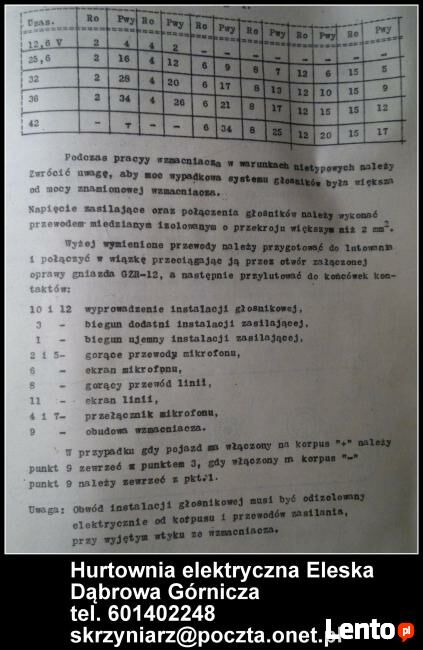 - 2. -
Uzas. Ro Pwy Ro Pwy Ro Pwy Ro Pwy Ro Pwy Ro Pwy
12,6 V 2 4 4 2 - - - - - - - -
25,6 2 16 4 12 6 9 8 7 12 6 15 5
32 2 28 4 20 6 17 8 13 12 10 15 9
36 2 34 4 26 6 21 8 17 12 15 15 12
42 - - - - 6 34 8 25 12 20 15 17
Podczas pracyy wzmacniacza w warunkach nietypowych należy
Zwrócić uwagę, aby moc wypadkowa systemu głosników była większa
od mocy znamionowej wzmacniacza.
Napięcie zasilające oraz połączenia głośników należy wykonać
przewodem miedzianym izolowanym o przekroju większym niż 2 mm2.
Wyżej wymienione przewody należy przygotować do lutowania
i połączyć w wiązkę przeciągając ją przez otwór załączonej
oprawy gniazda GZR-12, a następnie przylutować do końcówek kon-
taktów:
10 i 12 wyprowadzenie instalacji głosnikowej,
3 - biegun dodatni instalacji zasilającej,
1 - biegun ujemny instalacji zasilającej,
2 i 5- gorące przewody mikrofonu,
6 - ekran mikrofonu,
8 - gorący przewód linii,
11 - ekran linii,
4 i 7- przełącznik mikrofonu,
9 - obudowa wzmacniacza.
W przypadku gdy pojazd ma włączony na korpus "+" należy
punkt 9 zewrzeć z punktem 3, gdy włączony na korpus "-"
punkt 9 należy zewrzeć z pkt.1.
Uwaga: Obwód instalacji głosnikowej musi być odizolowany
elektrycznie od korpusu i przewodów zasilania,
przy wyjętym wtyku ze wzmacniacza.
Hurtownia elektryczna Eleska
Dąbrowa Górnicza
tel. 601402248
skrzyniarz@poczta.onet.pl
Lento.pl